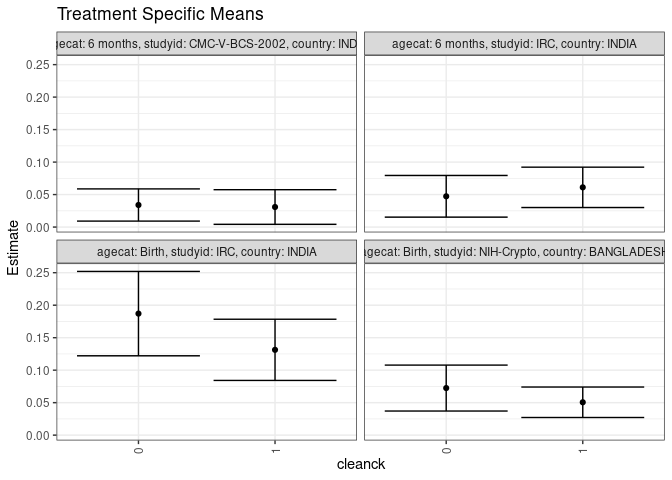 Treatment Specific Means
gecat: 6 months, studyid: CMC-V-BCS-2002, country: IND
agecat: 6 months, studyid: IRC, country: INDIA
0.25
0.20
0.15
0.10
0.05
0.00
agecat: Birth, studyid: IRC, country: INDIA
agecat: Birth, studyid: NIH-Crypto, country: BANGLADESH
0.25
0.20
0.15
0.10
0.05
0.00
Estimate
0
1
0
1
cleanck